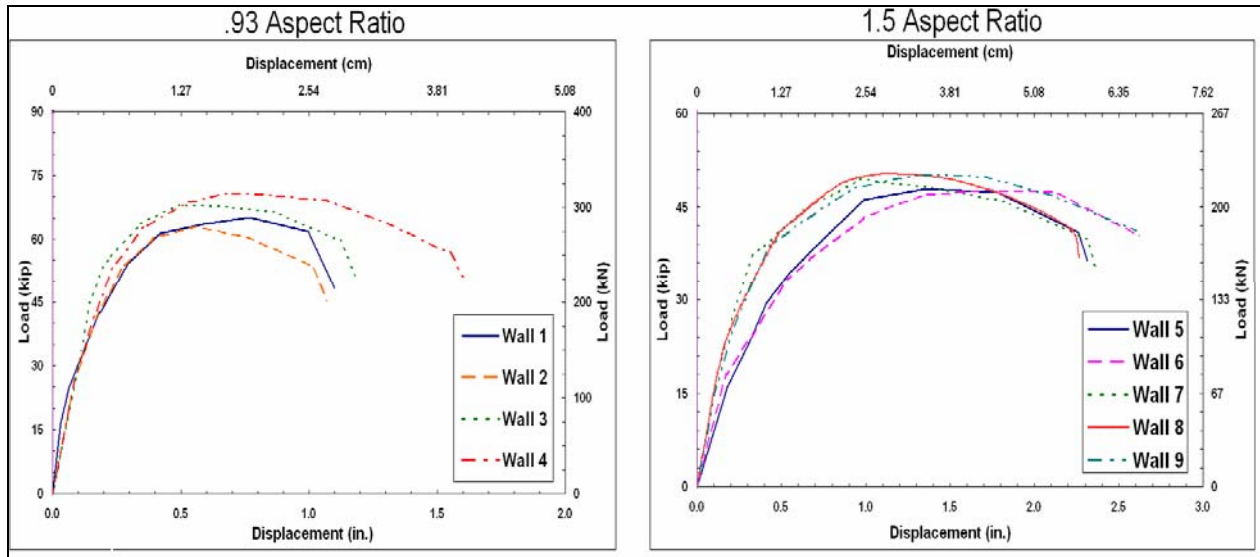 .93 Aspect Ratio
Displacement (cm)
0 1.27 2.54 3.81 5.08
90 400
75
60 300
45 200
30 100
15
0 0
Load (kip)
Load (kN)
Wall 1
Wall 2
Wall 3
Wall 4
0.0 0.5 1.0 1.5 2.0
Displacement (in.)
1.5 Aspect Ratio
Displacement (cm)
0 1.27 2.54 3.81 5.08 6.35 7.62
60 267
45 200
30 133
15 67
0 0
Load (kip)
Load (kN)
Wall 5
Wall 6
Wall 7
Wall 8
Wall 9
0.0 0.5 1.0 1.5 2.0 2.5 3.0
Displacement (in.)